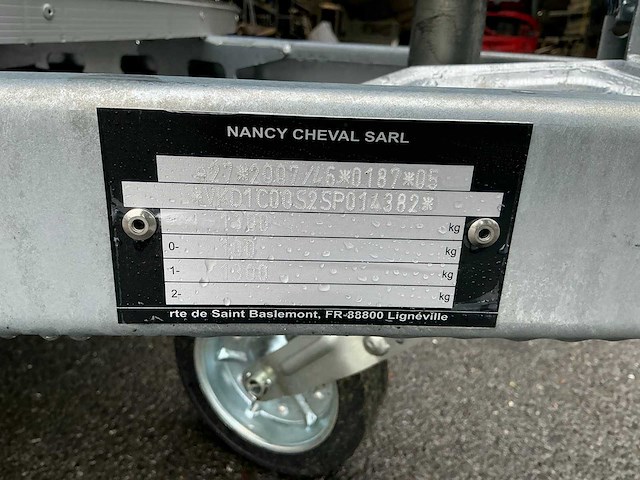 NANCY CHEVAL SARL
*2007/46*0187*05
D1C00S2SP014382*
kg
0- kg
1- kg
2- kg
rte de Saint Baslemont, FR-88800 Lignéville